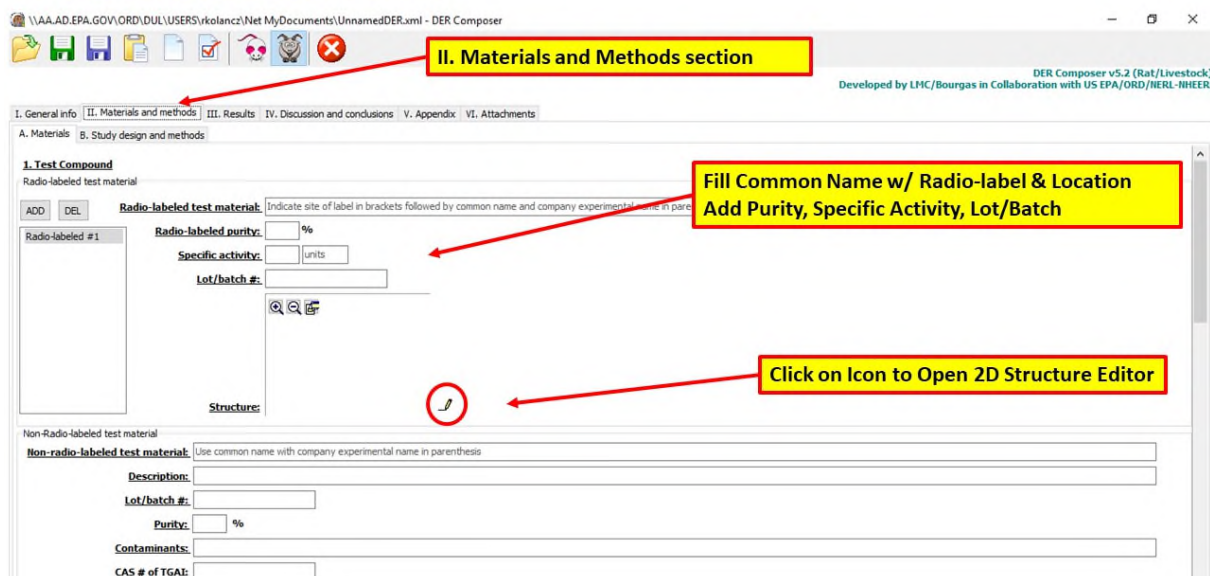 \\AA.AD.EPA.GOV\ORD\DUL\USERS\rkolancz\Net MyDocuments\UnnamedDER.xml - DER Composer
II. Materials and Methods section
DER Composer v5.2 (Rat/Livestock)
Developed by LMC/Bourgas in Collaboration with US EPA/ORD/NERL-NHEER
I. General info II. Materials and methods III. Results IV. Discussion and conclusions V. Appendix VI. Attachments
A. Materials B. Study design and methods
1. Test Compound
Radio-labeled test material
ADD DEL Radio-labeled test material: Indicate site of label in brackets followed by common name and company experimental name in pare
Fill Common Name w/ Radio-label & Location
Add Purity, Specific Activity, Lot/Batch
Radio-labeled #1 Radio-labeled purity: %
Specific activity: units
Lot/batch #:
Click on Icon to Open 2D Structure Editor
Structure:
Non-Radio-labeled test material
Non-radio-labeled test material: Use common name with company experimental name in parenthesis
Description:
Lot/batch #:
Purity: %
Contaminants:
CAS # of TGAI: